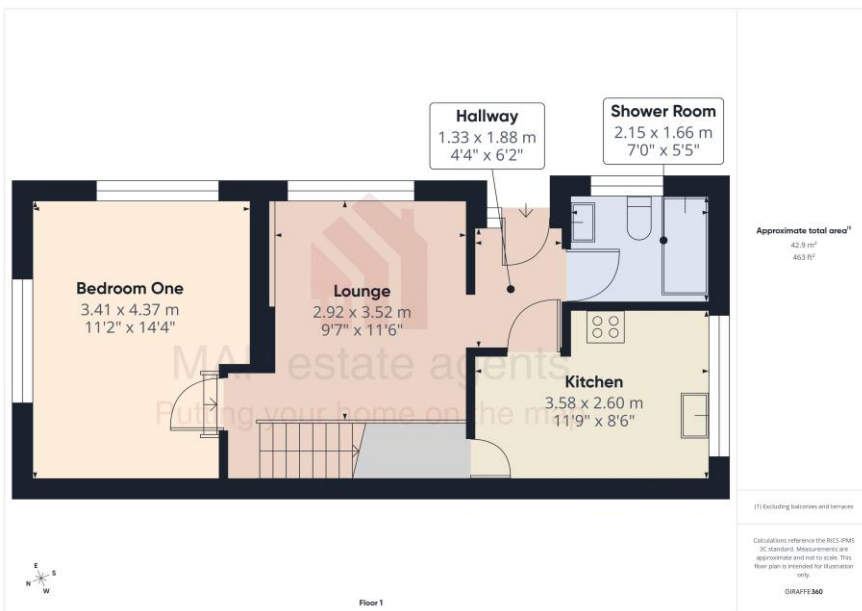 Hallway
1.33 x 1.88 m
4'4" x 6'2"
Shower Room
2.15 x 1.66 m
7'0" x 5'5"
Bedroom One
3.41 x 4.37 m
11'2" x 14'4"
Lounge
2.92 x 3.52 m
9'7" x 11'6"
Kitchen
3.58 x 2.60 m
11'9" x 8'6"
MAP estate agents
Putting your home on the map
Approximate total area⁽¹⁾
42.9 m²
463 ft²
(1) Excluding balconies and terraces
Calculations reference the RICS IPMS
3C standard. Measurements are
approximate and not to scale. This
floor plan is intended for illustration
only.
GIRAFFE360
E
S
N
W
Floor 1